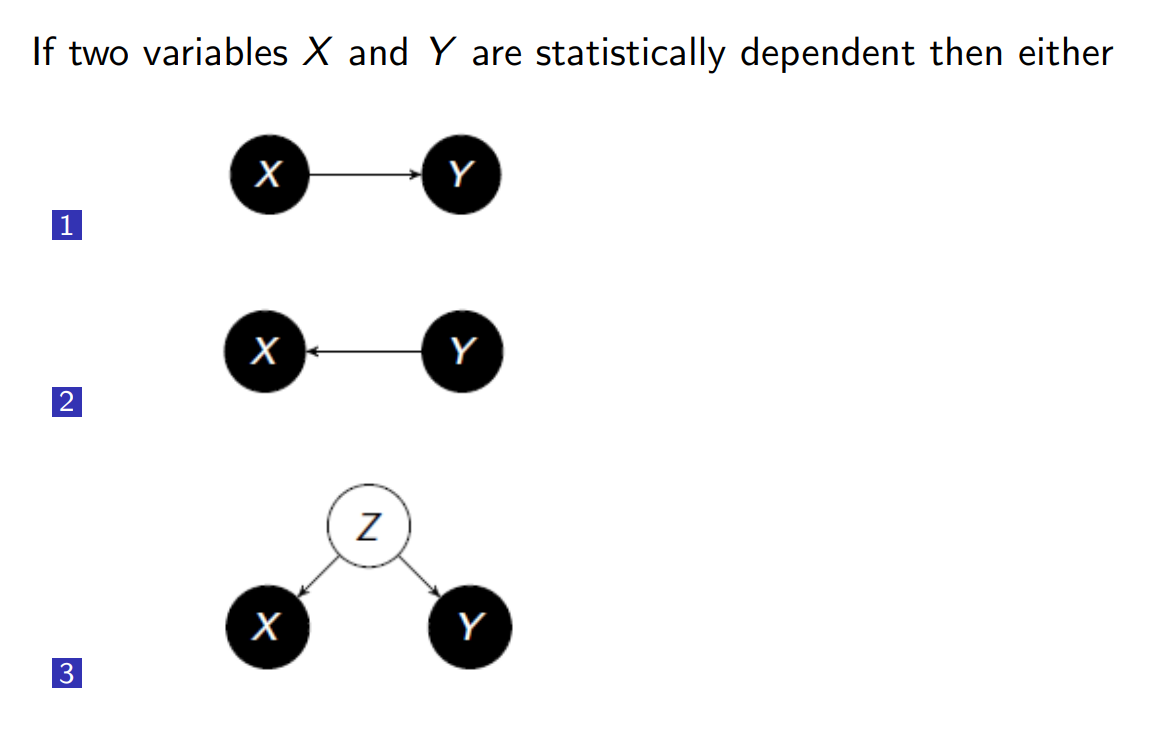 If two variables X and Y are statistically dependent then either
X Y
1
X Y
2
Z
X Y
3